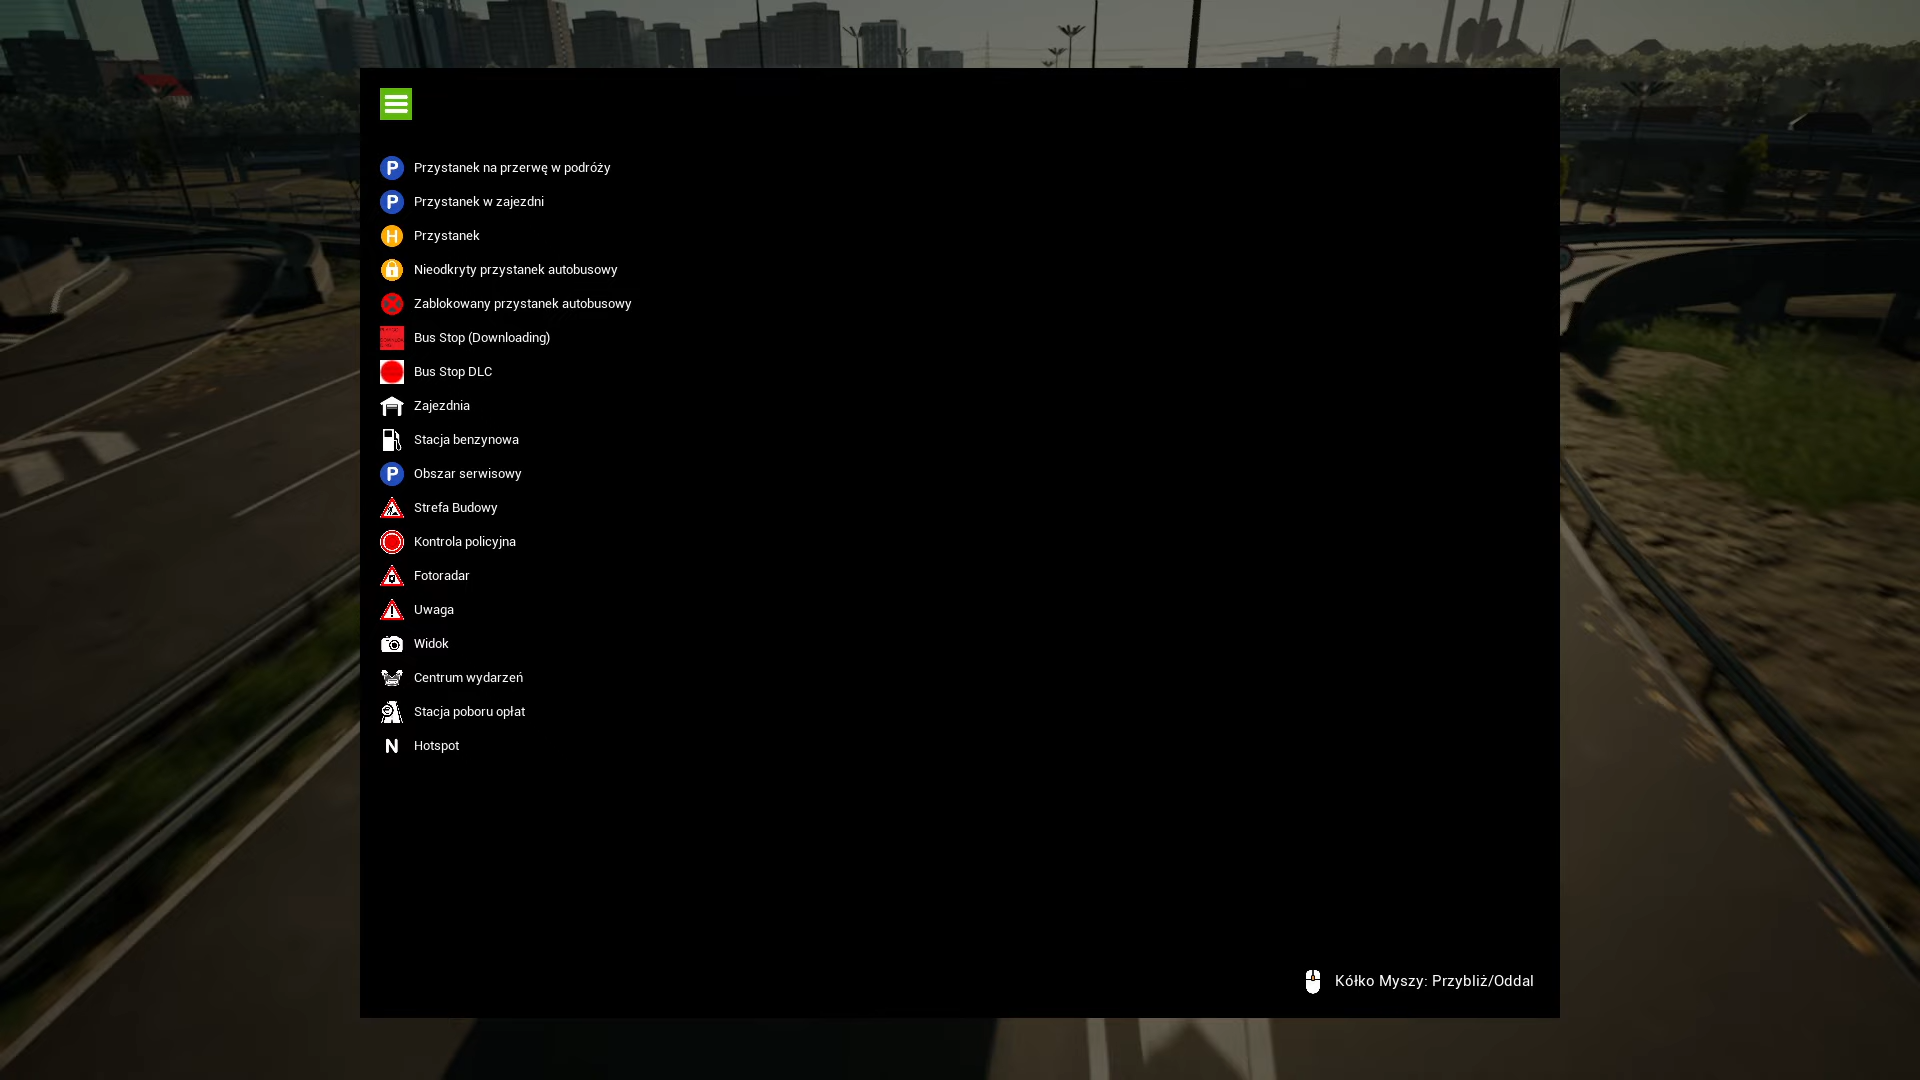 P Przystanek na przerwę w podróży
P Przystanek w zajezdni
H Przystanek
Nieodkryty przystanek autobusowy
Zablokowany przystanek autobusowy
Bus Stop (Downloading)
Bus Stop DLC
Zajezdnia
Stacja benzynowa
P Obszar serwisowy
Strefa Budowy
Kontrola policyjna
Fotoradar
Uwaga
Widok
Centrum wydarzeń
Stacja poboru opłat
N Hotspot
Kółko Myszy: Przybliż/Oddal